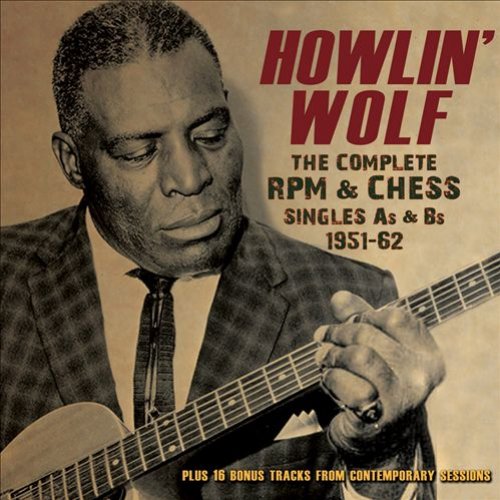 HOWLIN'
WOLF
THE COMPLETE
RPM & CHESS
SINGLES As & Bs
1951-62
PLUS 16 BONUS TRACKS FROM CONTEMPORARY SESSIONS